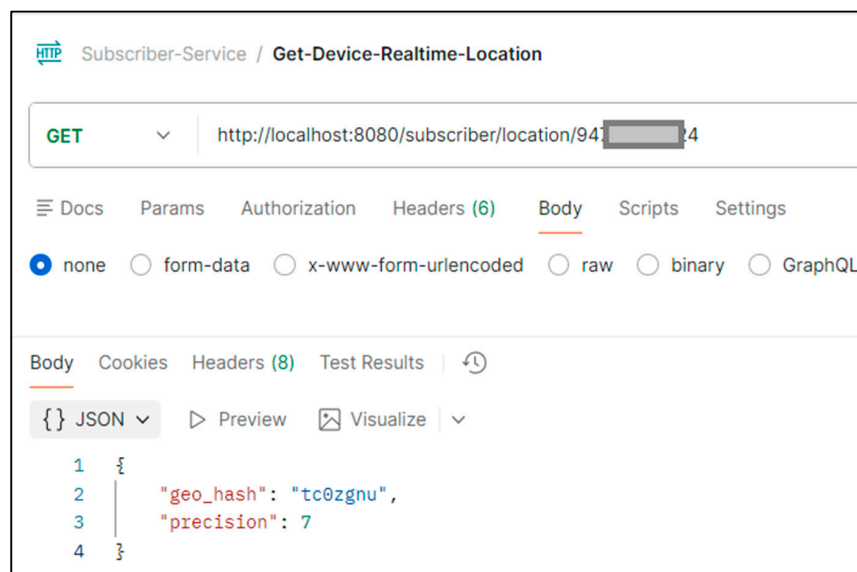 HTTP Subscriber-Service / Get-Device-Realtime-Location
GET http://localhost:8080/subscriber/location/947 24
Docs Params Authorization Headers (6) Body Scripts Settings
none form-data x-www-form-urlencoded raw binary GraphQL
Body Cookies Headers (8) Test Results
{} JSON Preview Visualize
1 {
2 "geo_hash": "tc0zgnu",
3 "precision": 7
4 }